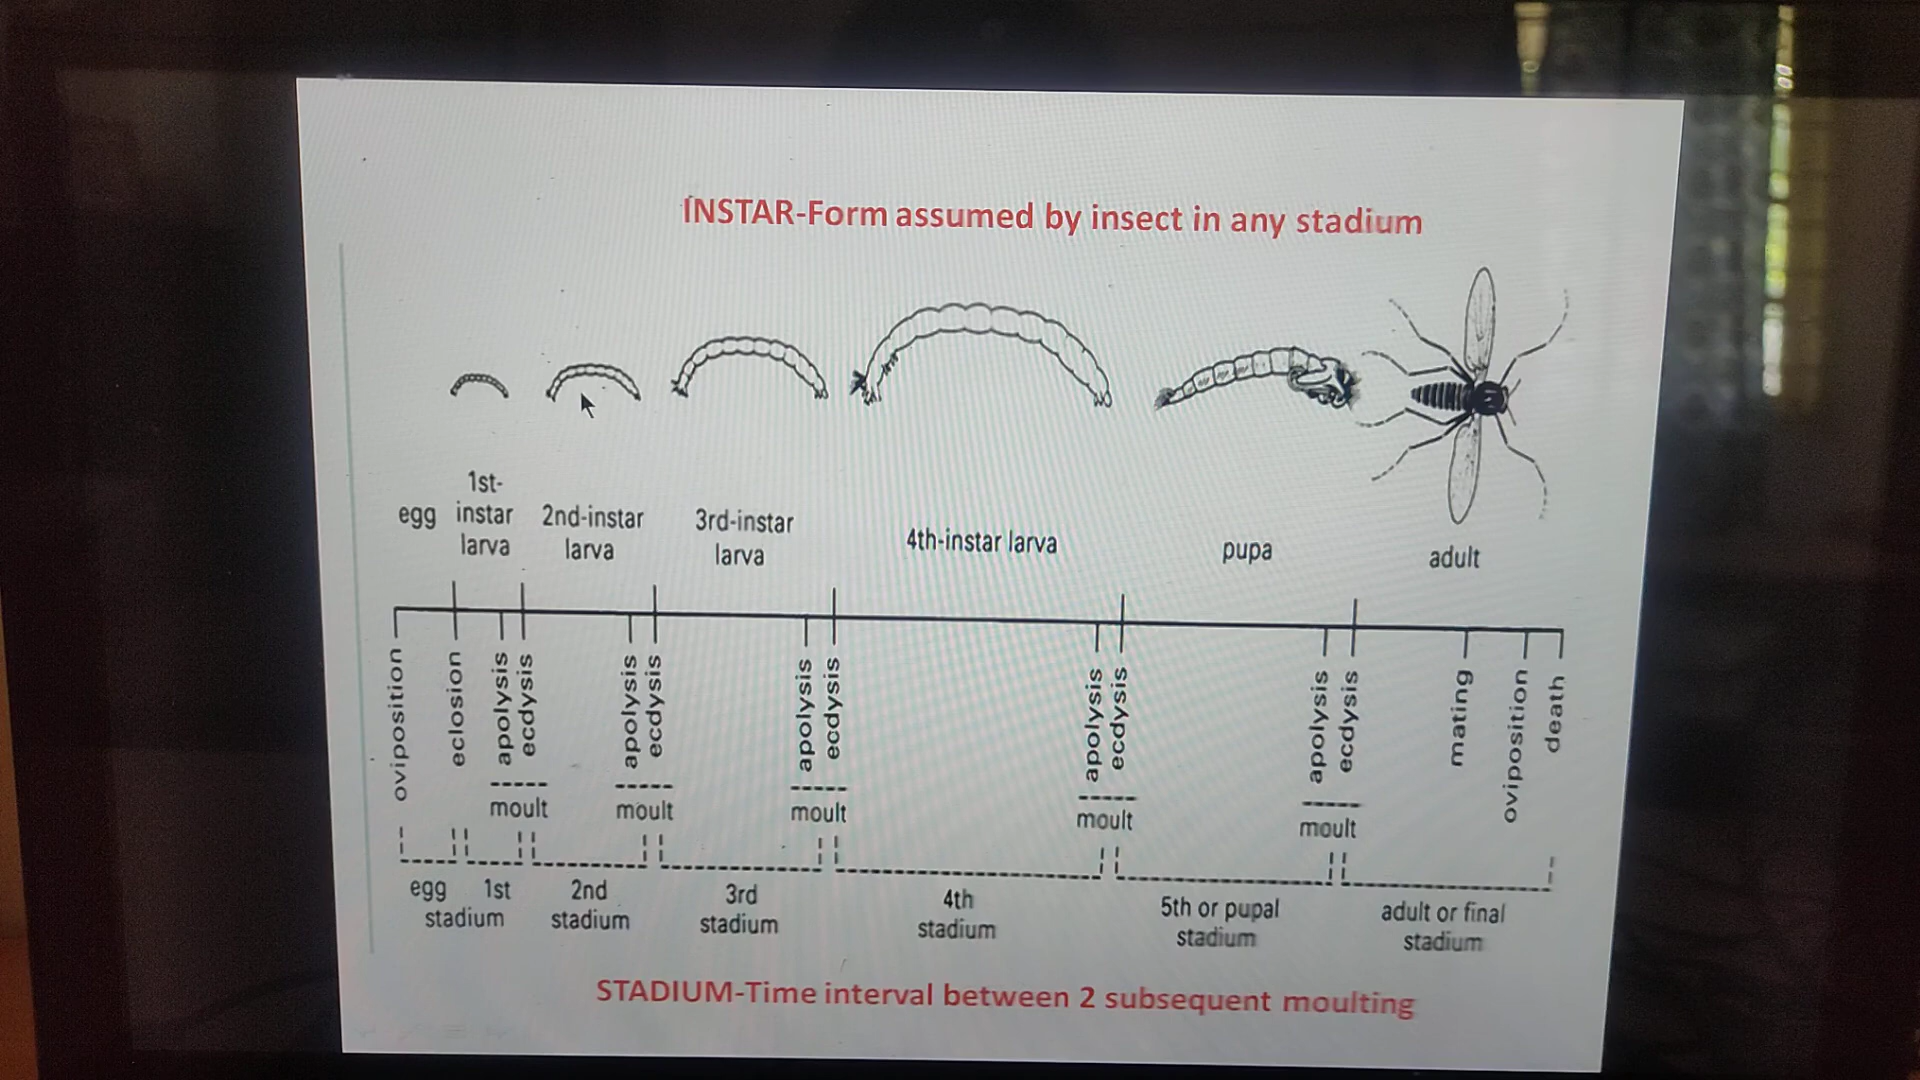 INSTAR-Form assumed by insect in any stadium
egg
1st-
instar
larva
2nd-instar
larva
3rd-instar
larva
4th-instar larva
pupa
adult
oviposition
eclosion
apolysis
ecdysis
apolysis
ecdysis
apolysis
ecdysis
apolysis
ecdysis
apolysis
ecdysis
mating
oviposition
death
moult
moult
moult
moult
moult
egg 1st
stadium
2nd
stadium
3rd
stadium
4th
stadium
5th or pupal
stadium
adult or final
stadium
STADIUM-Time interval between 2 subsequent moulting